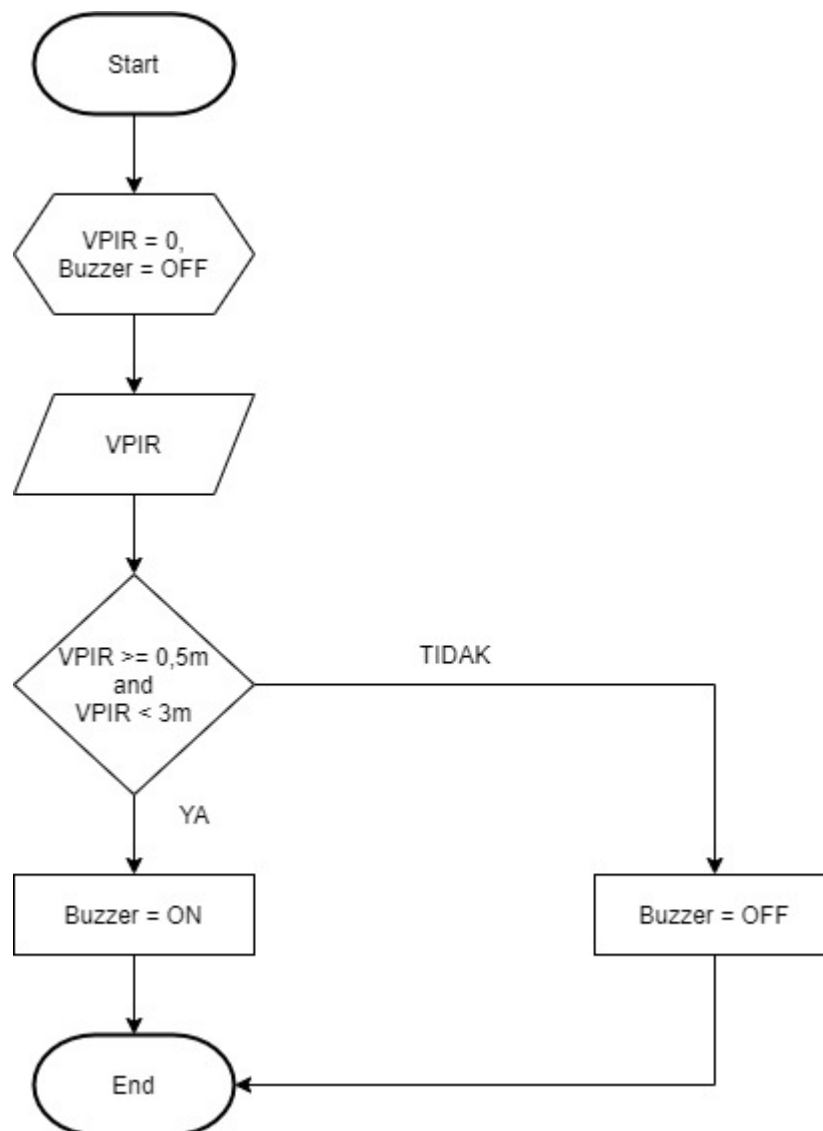 Start
VPIR = 0,
Buzzer = OFF
VPIR
VPIR >= 0,5m
and
VPIR < 3m
TIDAK
YA
Buzzer = ON
Buzzer = OFF
End